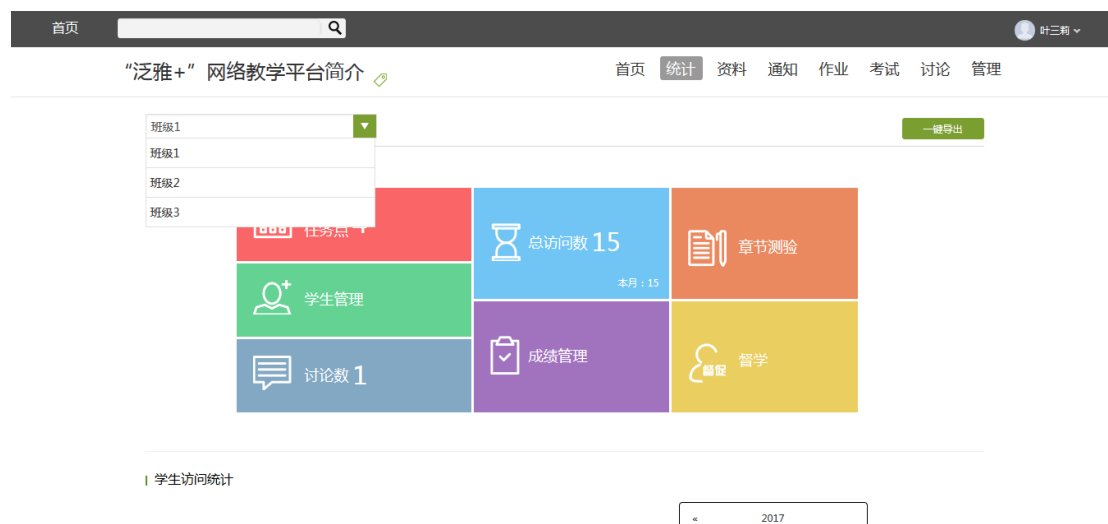 首页
叶三莉
“泛雅+”网络教学平台简介
首页 统计 资料 通知 作业 考试 讨论 管理
班级1
一键导出
班级1
班级2
班级3
任务点
总访问数 15
本月：15
章节测验
学生管理
成绩管理
督促 督学
讨论数 1
学生访问统计
« 2017